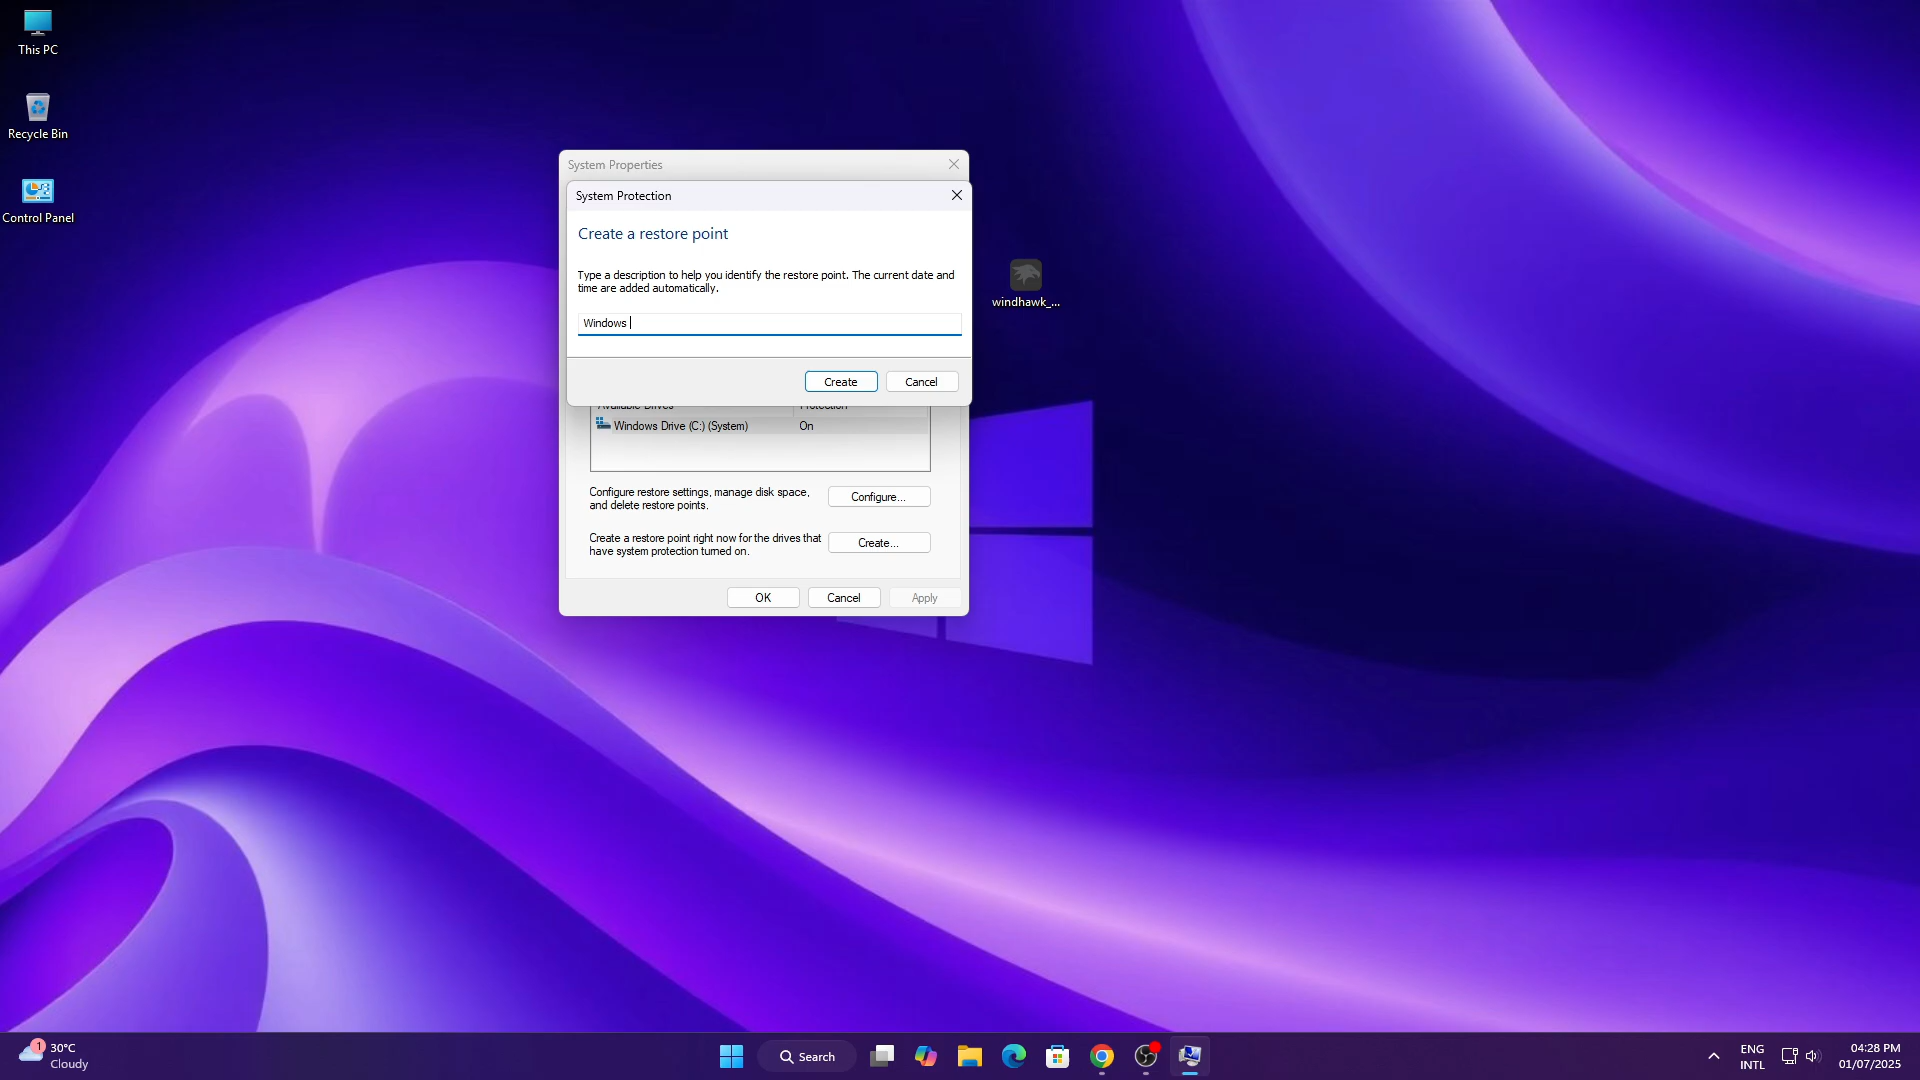 This PC
Recycle Bin
Control Panel
System Properties
System Protection
Create a restore point
Type a description to help you identify the restore point. The current date and
time are added automatically.
Windows
Create
Cancel
Available Drives
Protection
Windows Drive (C:) (System)
On
Configure restore settings, manage disk space,
and delete restore points.
Configure...
Create a restore point right now for the drives that
have system protection turned on.
Create...
OK
Cancel
Apply
windhawk_...
1
30°C
Cloudy
Search
ENG
INTL
04:28 PM
01/07/2025